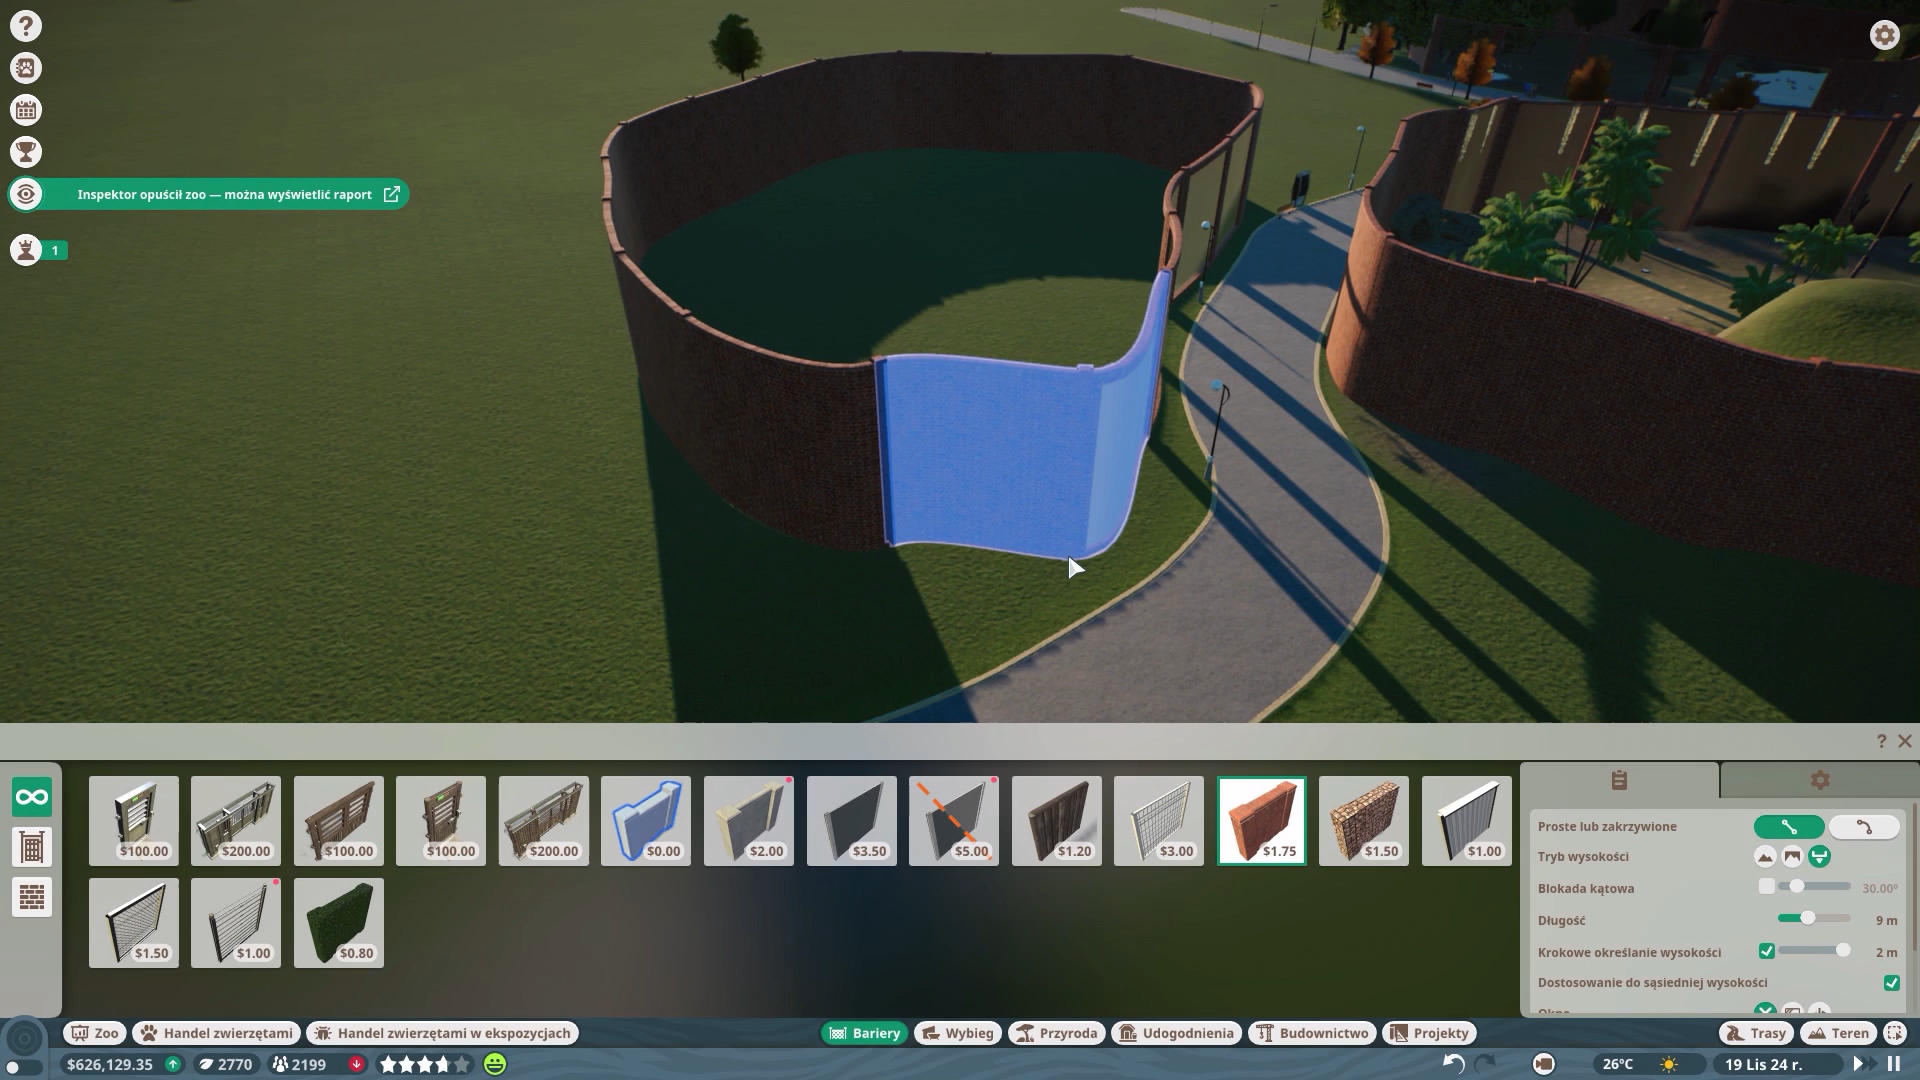 ?
Inspektor opuścił zoo — można wyświetlić raport
1
?
$100.00
$200.00
$100.00
$100.00
$200.00
$0.00
$2.00
$3.50
$5.00
$1.20
$3.00
$1.75
$1.50
$1.00
$1.50
$1.00
$0.80
Proste lub zakrzywione
Tryb wysokości
Blokada kątowa 30.00°
Długość 9 m
Krokowe określanie wysokości 2 m
Dostosowanie do sąsiedniej wysokości
Zoo
Handel zwierzętami
Handel zwierzętami w ekspozycjach
Bariery
Wybieg
Przyroda
Udogodnienia
Budownictwo
Projekty
Trasy
Teren
$626,129.35
2770
2199
26°C
19 Lis 24 r.